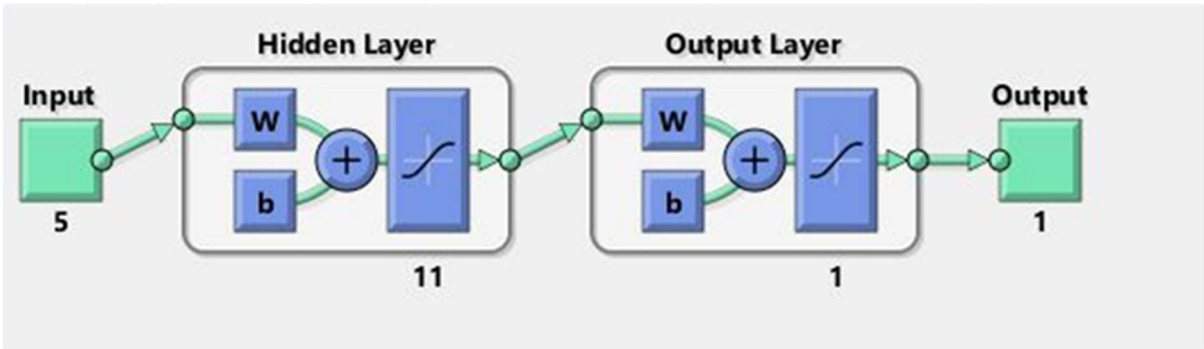 Hidden Layer
Output Layer
Input
Output
W
W
+
+
b
b
5
1
11
1